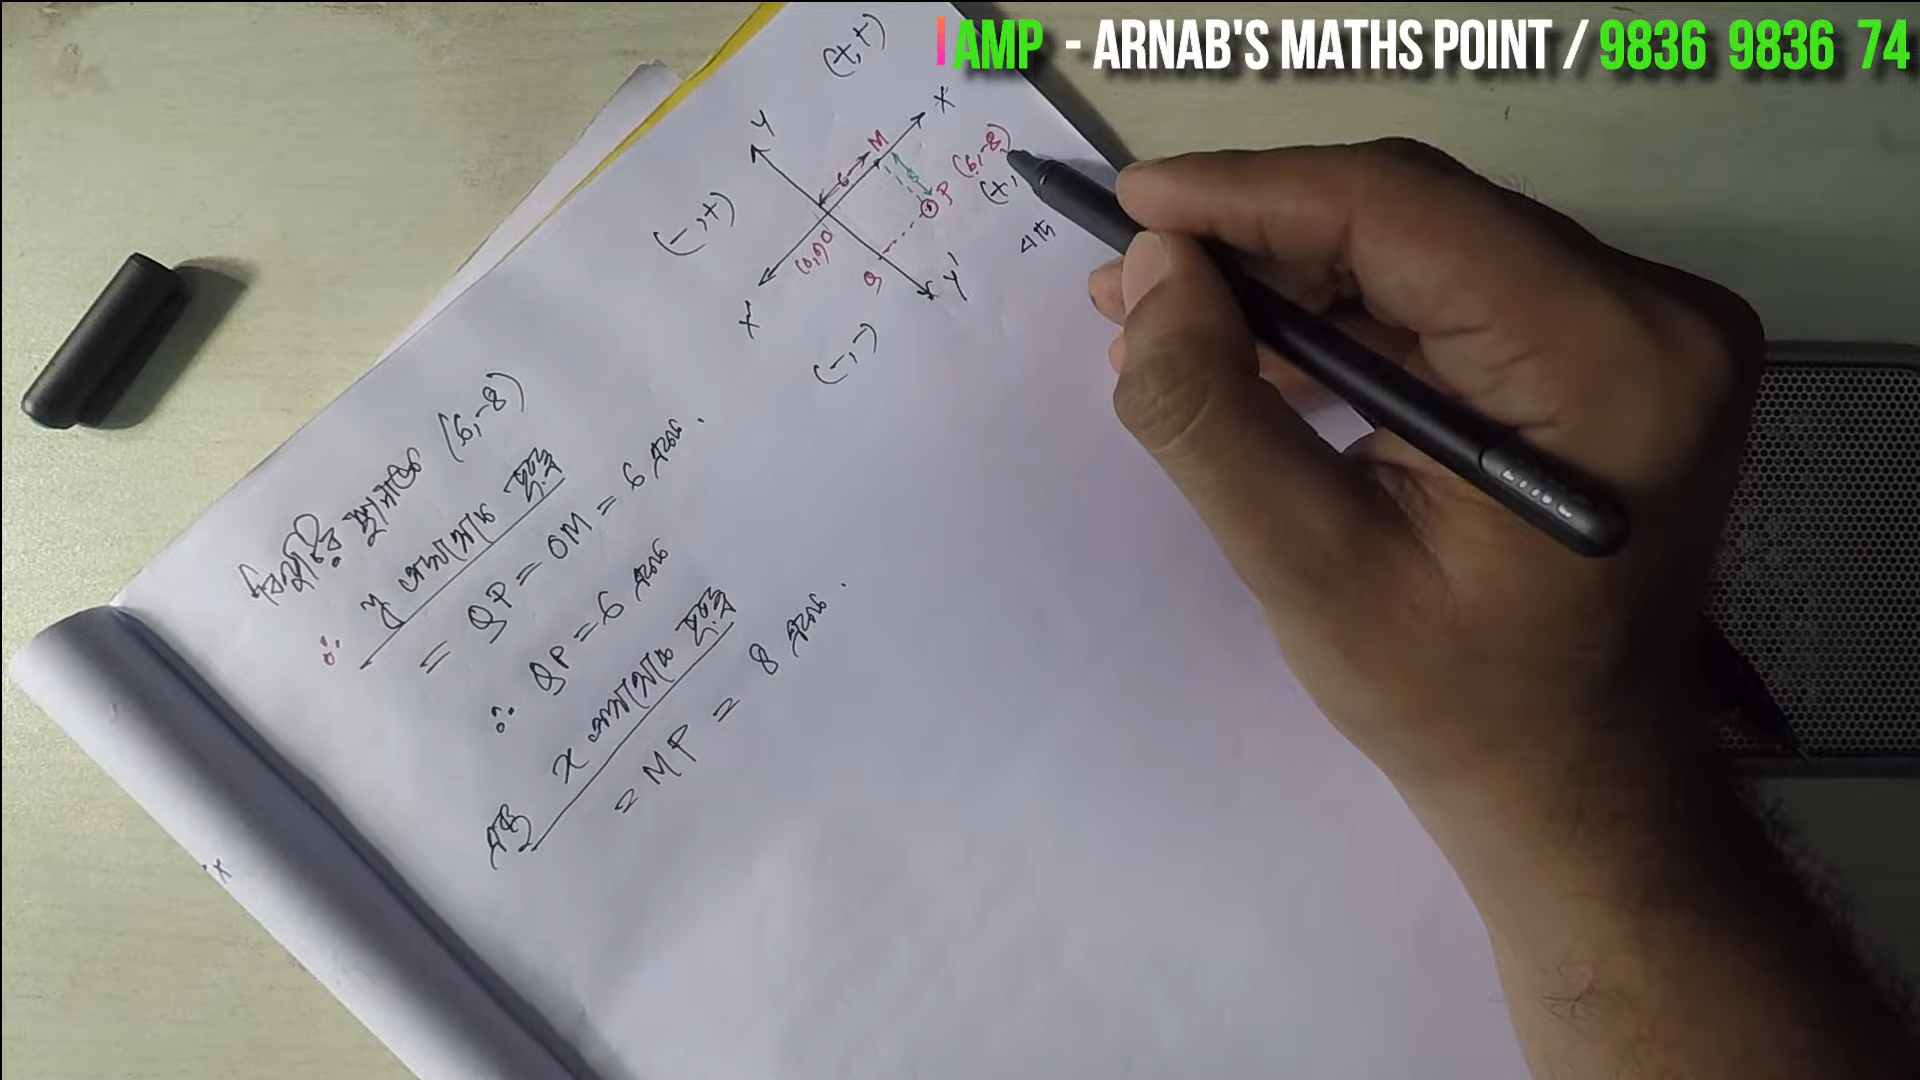 AMP - ARNAB'S MATHS POINT / 9836 9836 74
(+,+)
Y
X
M
(6,-8)
(+,
6
8
P
4th
(-,+)
(0,0)
O
Q
Y'
X'
(-,-)
বিন্দুটির স্থানাঙ্ক (6,-8)
∴ y অক্ষ থেকে দূরত্ব
= QP = OM = 6 একক.
∴ QP = 6 একক
এবং x অক্ষ থেকে দূরত্ব
= MP = 8 একক.
x